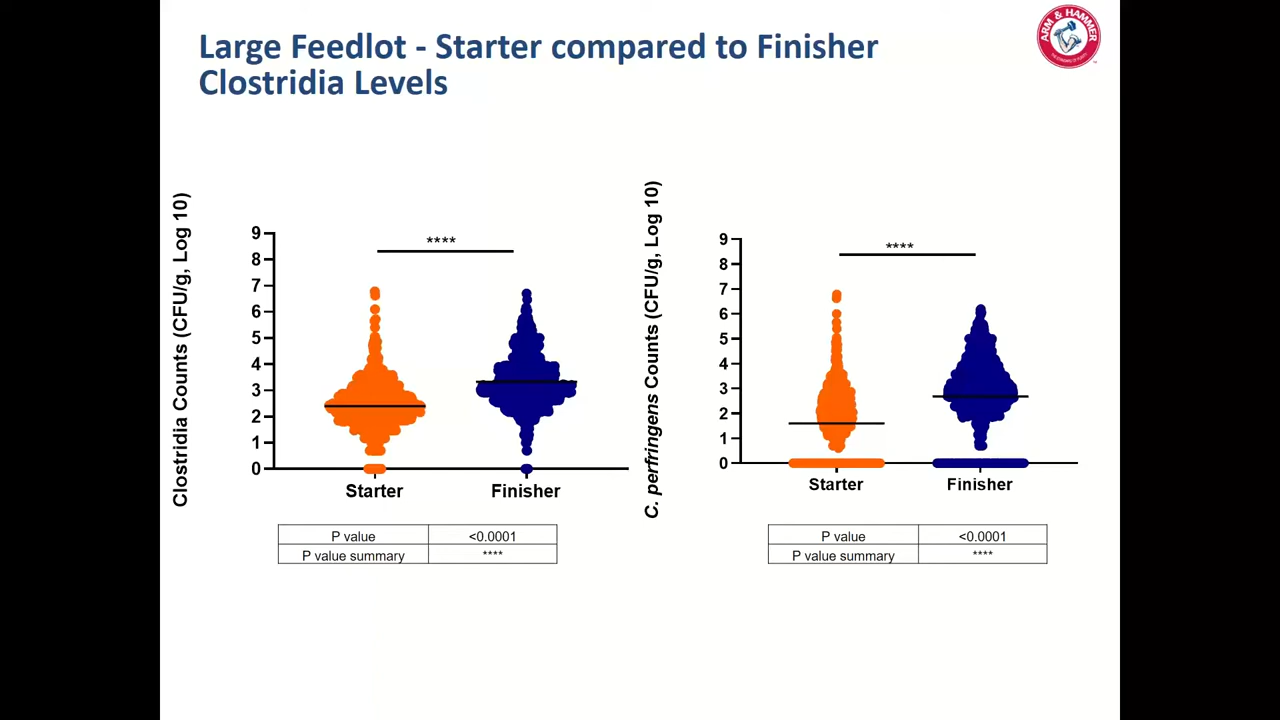 Large Feedlot - Starter compared to Finisher
Clostridia Levels
ARM & HAMMER
Clostridia Counts (CFU/g, Log 10)
9
8
7
6
5
4
3
2
1
0
****
Starter
Finisher
P value <0.0001
P value summary ****
C. perfringens Counts (CFU/g, Log 10)
9
8
7
6
5
4
3
2
1
0
****
Starter
Finisher
P value <0.0001
P value summary ****